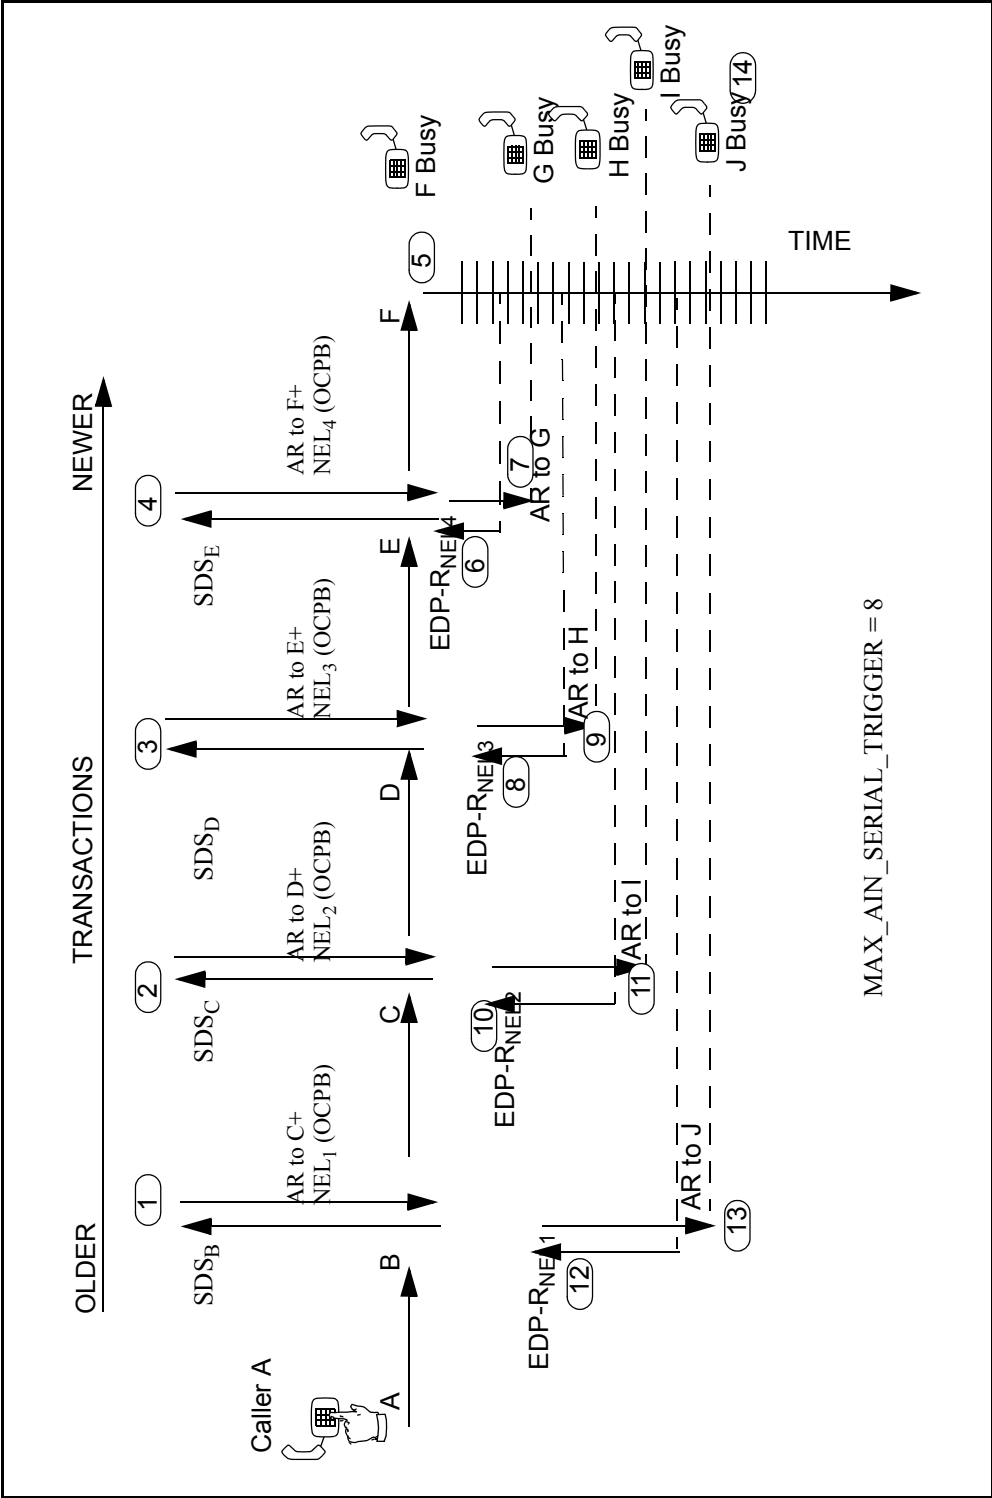 OLDER
TRANSACTIONS
NEWER
1
2
3
4
SDS_B
SDS_C
SDS_D
SDS_E
AR to C+
NEL_1 (OCPB)
AR to D+
NEL_2 (OCPB)
AR to E+
NEL_3 (OCPB)
AR to F+
NEL_4 (OCPB)
Caller A
A
B
C
D
E
F
5
F Busy
EDP-R_NEL4
6
7
AR to G
G Busy
EDP-R_NEL3
8
9
AR to H
H Busy
EDP-R_NEL2
10
11
AR to I
I Busy
EDP-R_NEL1
12
13
AR to J
J Busy
14
TIME
MAX_AIN_SERIAL_TRIGGER = 8